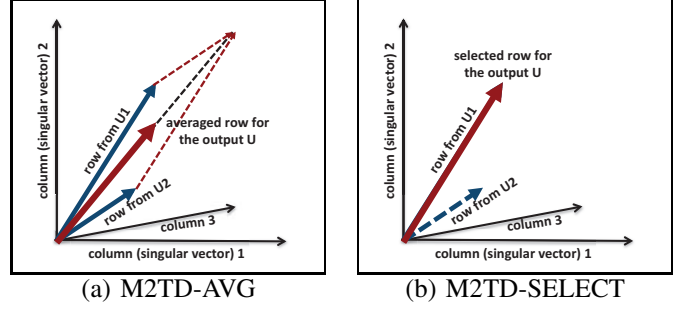 column (singular vector) 2
row from U1
averaged row for
the output U
row from U2
column 3
column (singular vector) 1
(a) M2TD-AVG
column (singular vector) 2
selected row for
the output U
row from U1
row from U2
column 3
column (singular vector) 1
(b) M2TD-SELECT